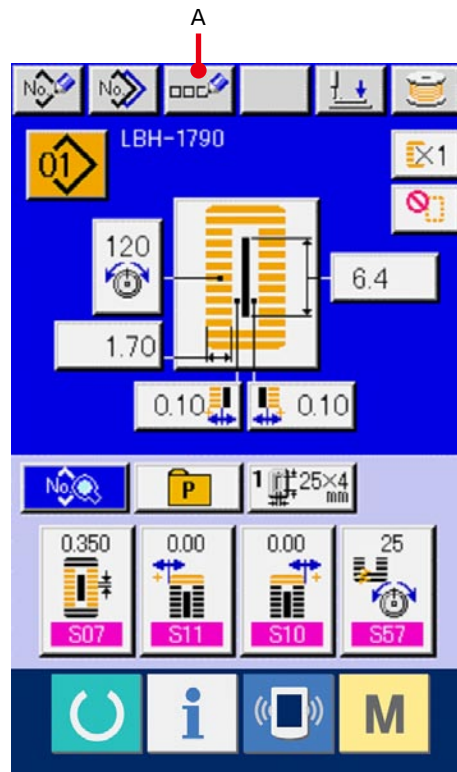 A
No.
No.
LBH-1790
01
×1
120
6.4
1.70
0.10
0.10
No.
P
1
25×4
mm
0.350
0.00
0.00
25
S07
S11
S10
S57
i
M